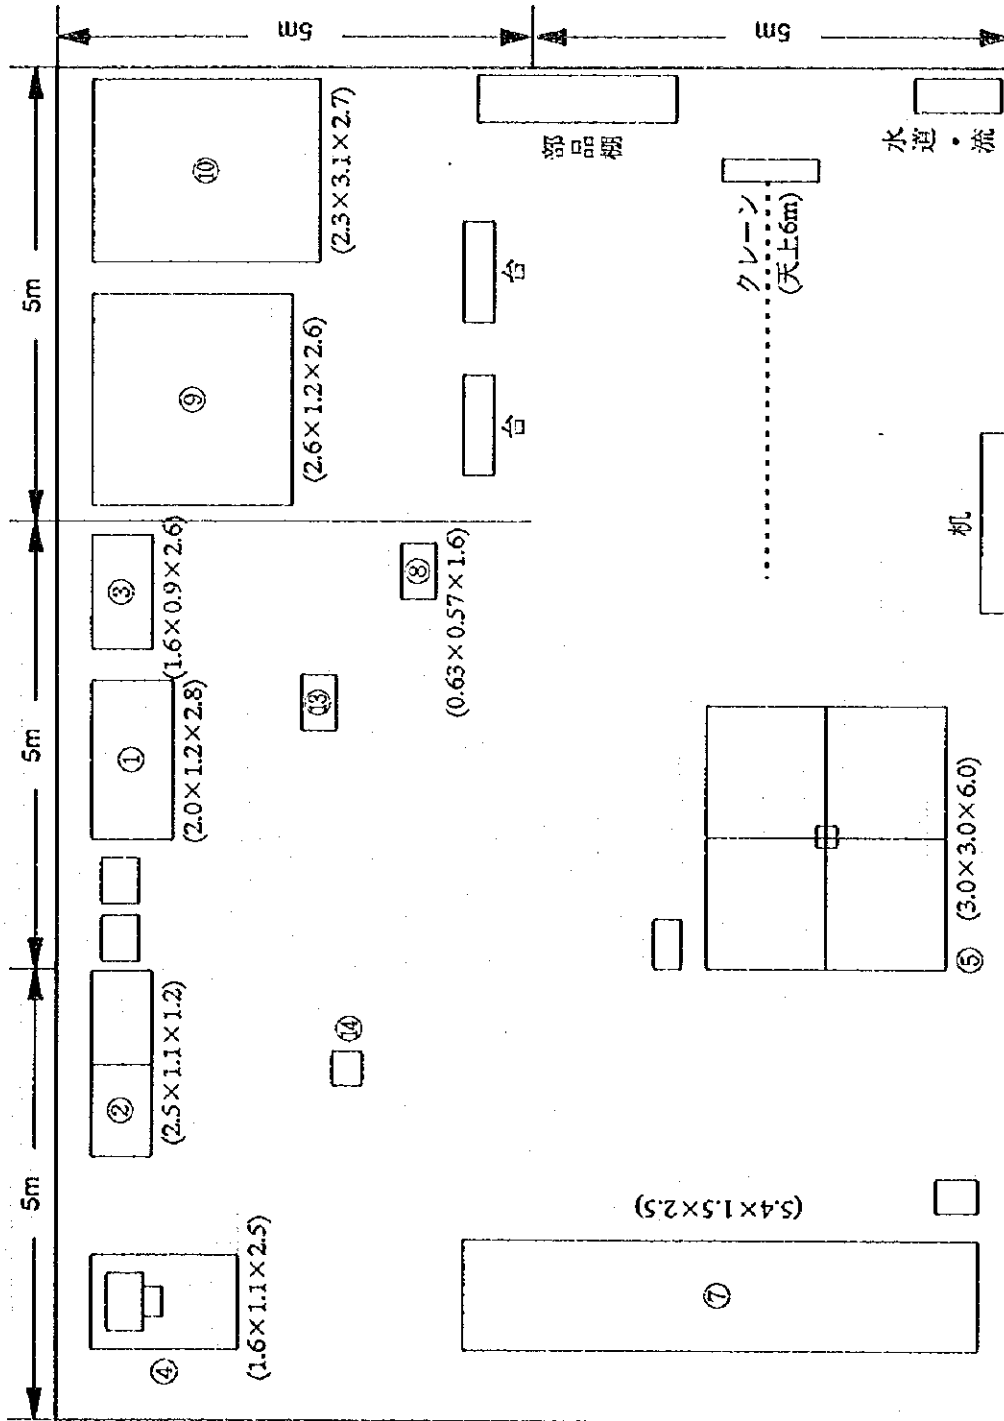 5m
5m
5m
5m
5m
④
(1.6×1.1×2.5)
②
(2.5×1.1×1.2)
①
(2.0×1.2×2.8)
③
(1.6×0.9×2.6)
⑨
(2.6×1.2×2.6)
⑩
(2.3×3.1×2.7)
⑭
⑬
⑧
(0.63×0.57×1.6)
台
台
部品棚
⑦
(5.4×1.5×2.5)
⑤ (3.0×3.0×6.0)
クレーン
(天上6m)
机
水道・流